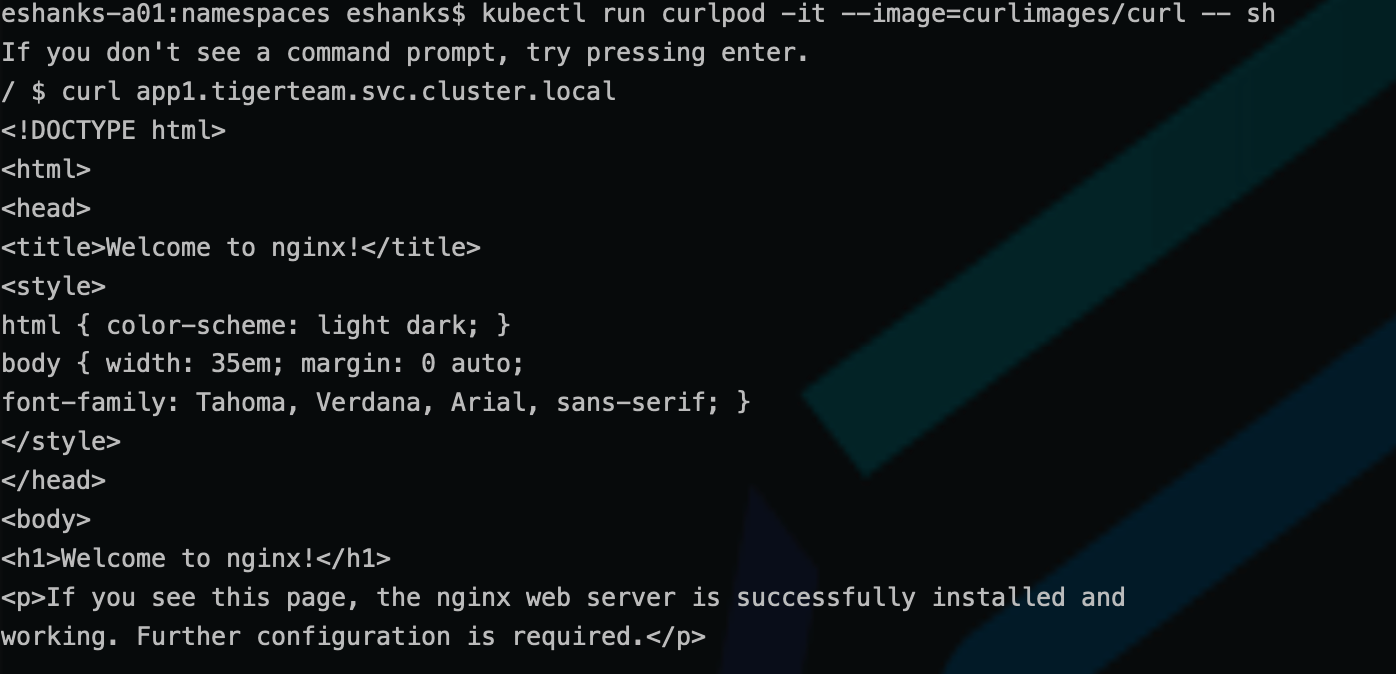 eshanks-a01:namespaces eshanks$ kubectl run curlpod -it --image=curlimages/curl -- sh
If you don't see a command prompt, try pressing enter.
/ $ curl app1.tigerteam.svc.cluster.local
<!DOCTYPE html>
<html>
<head>
<title>Welcome to nginx!</title>
<style>
html { color-scheme: light dark; }
body { width: 35em; margin: 0 auto;
font-family: Tahoma, Verdana, Arial, sans-serif; }
</style>
</head>
<body>
<h1>Welcome to nginx!</h1>
<p>If you see this page, the nginx web server is successfully installed and
working. Further configuration is required.</p>